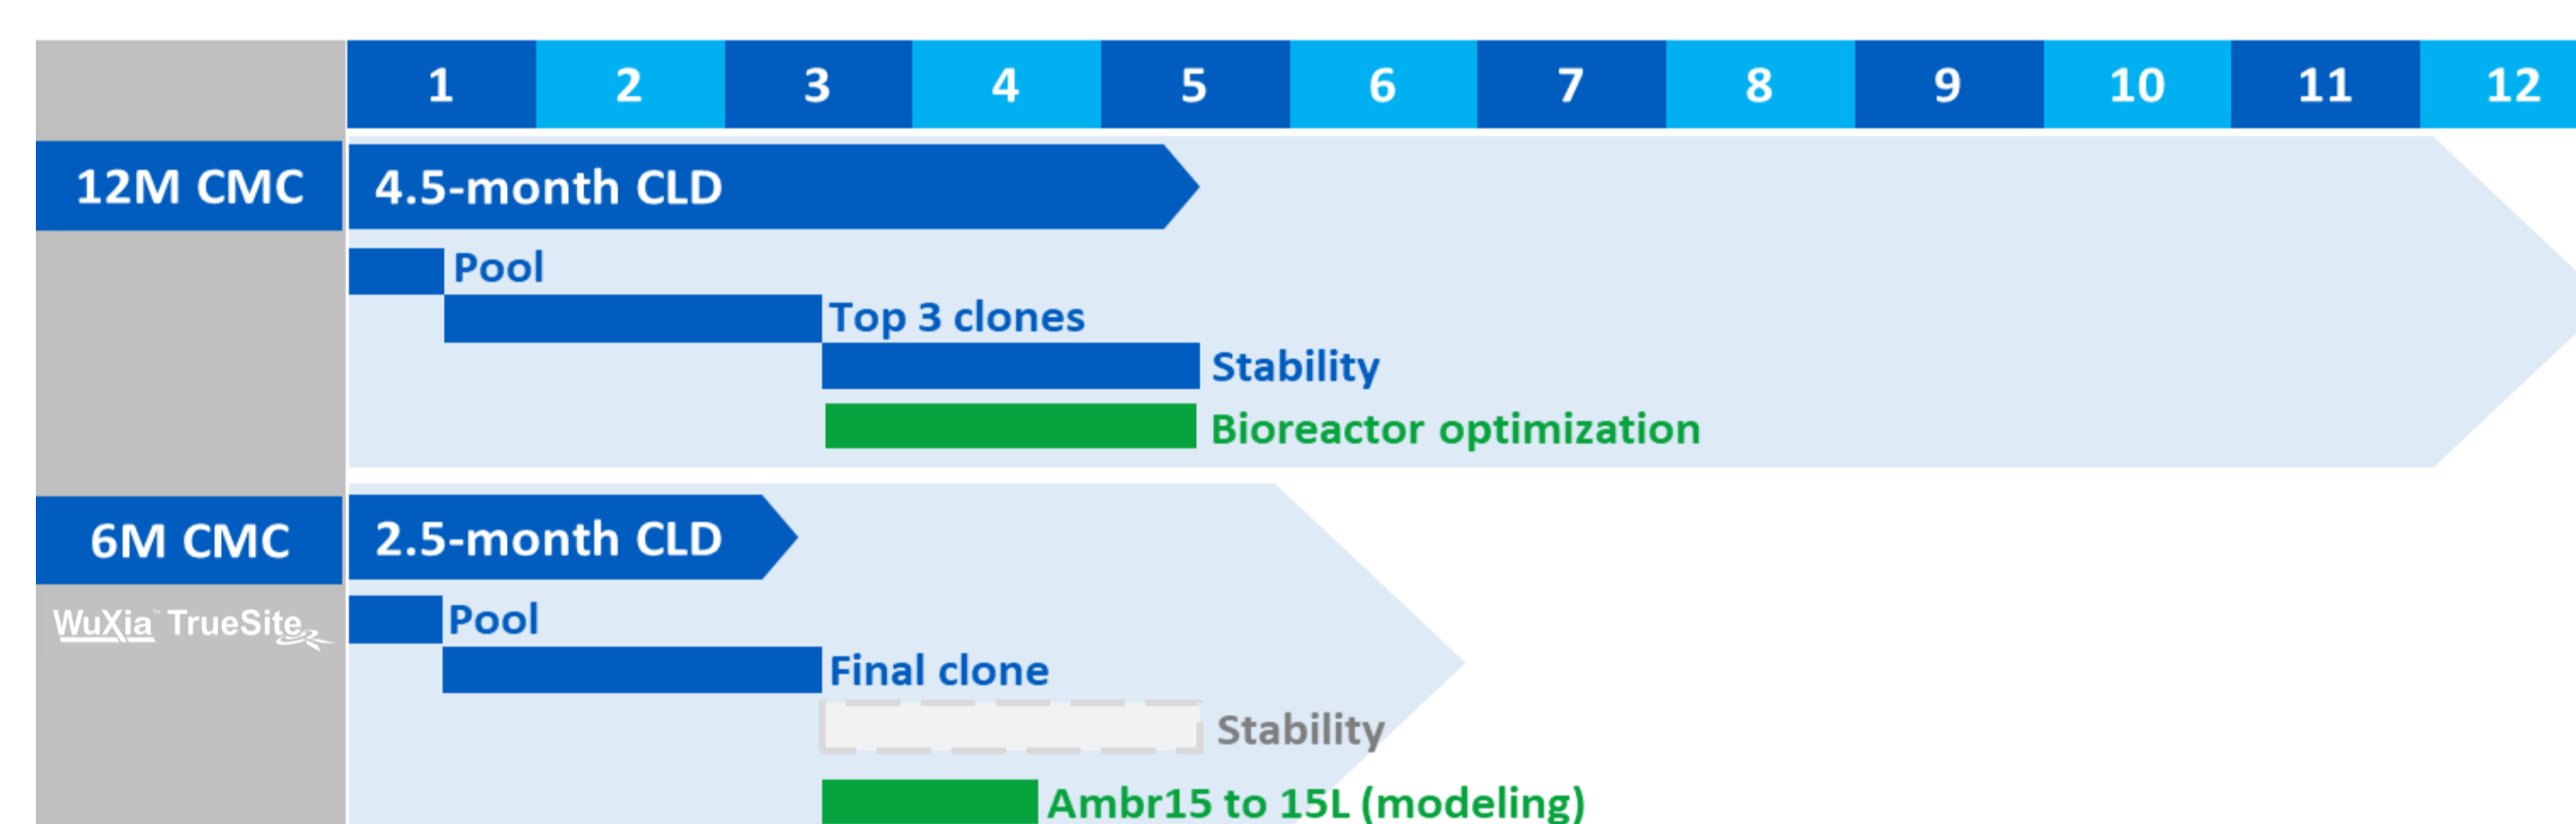 1 2 3 4 5 6 7 8 9 10 11 12
12M CMC
4.5-month CLD
Pool
Top 3 clones
Stability
Bioreactor optimization
6M CMC
2.5-month CLD
WuXia™ TrueSite
Pool
Final clone
Stability
Ambr15 to 15L (modeling)